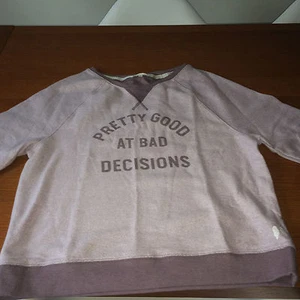 PRETTY GOOD
AT BAD
DECISIONS